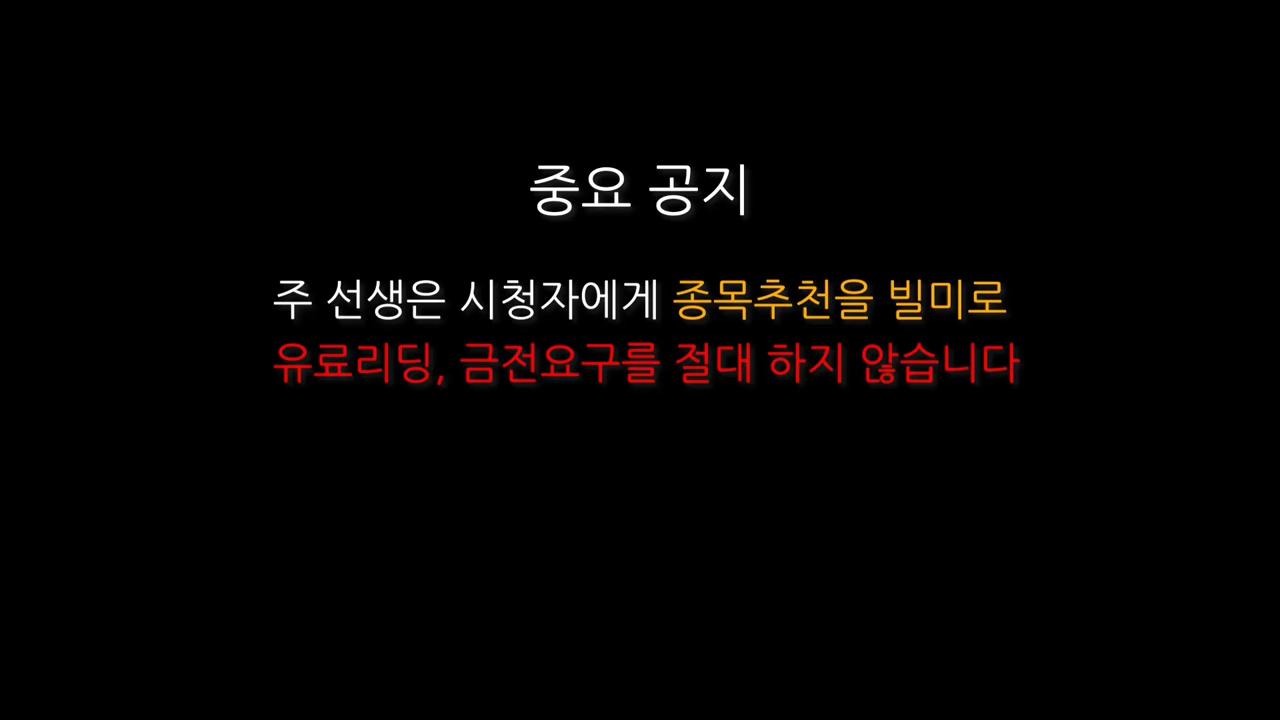 중요 공지
주 선생은 시청자에게 종목추천을 빌미로
유료리딩, 금전요구를 절대 하지 않습니다